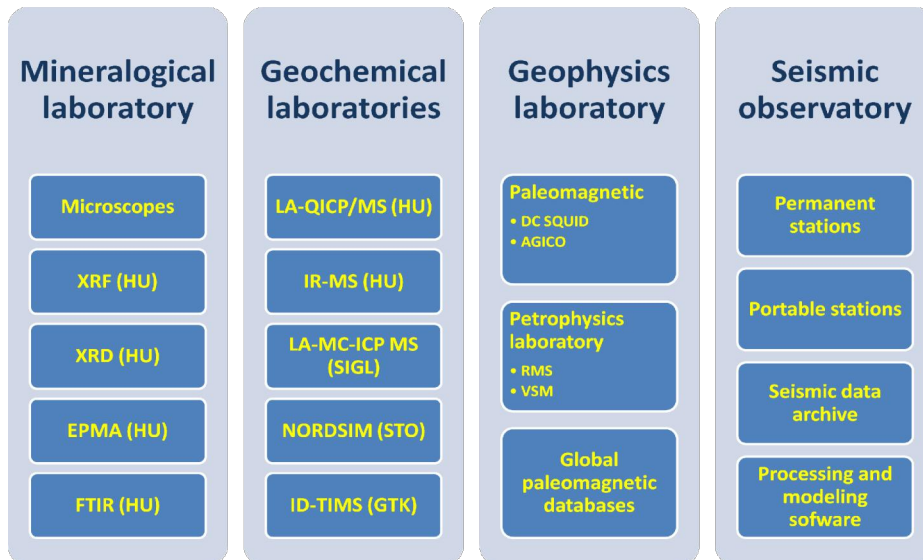 Mineralogical
laboratory
Microscopes
XRF (HU)
XRD (HU)
EPMA (HU)
FTIR (HU)
Geochemical
laboratories
LA-QICP/MS (HU)
IR-MS (HU)
LA-MC-ICP MS
(SIGL)
NORDSIM (STO)
ID-TIMS (GTK)
Geophysics
laboratory
Paleomagnetic
• DC SQUID
• AGICO
Petrophysics
laboratory
• RMS
• VSM
Global
paleomagnetic
databases
Seismic
observatory
Permanent
stations
Portable stations
Seismic data
archive
Processing and
modeling
sofware